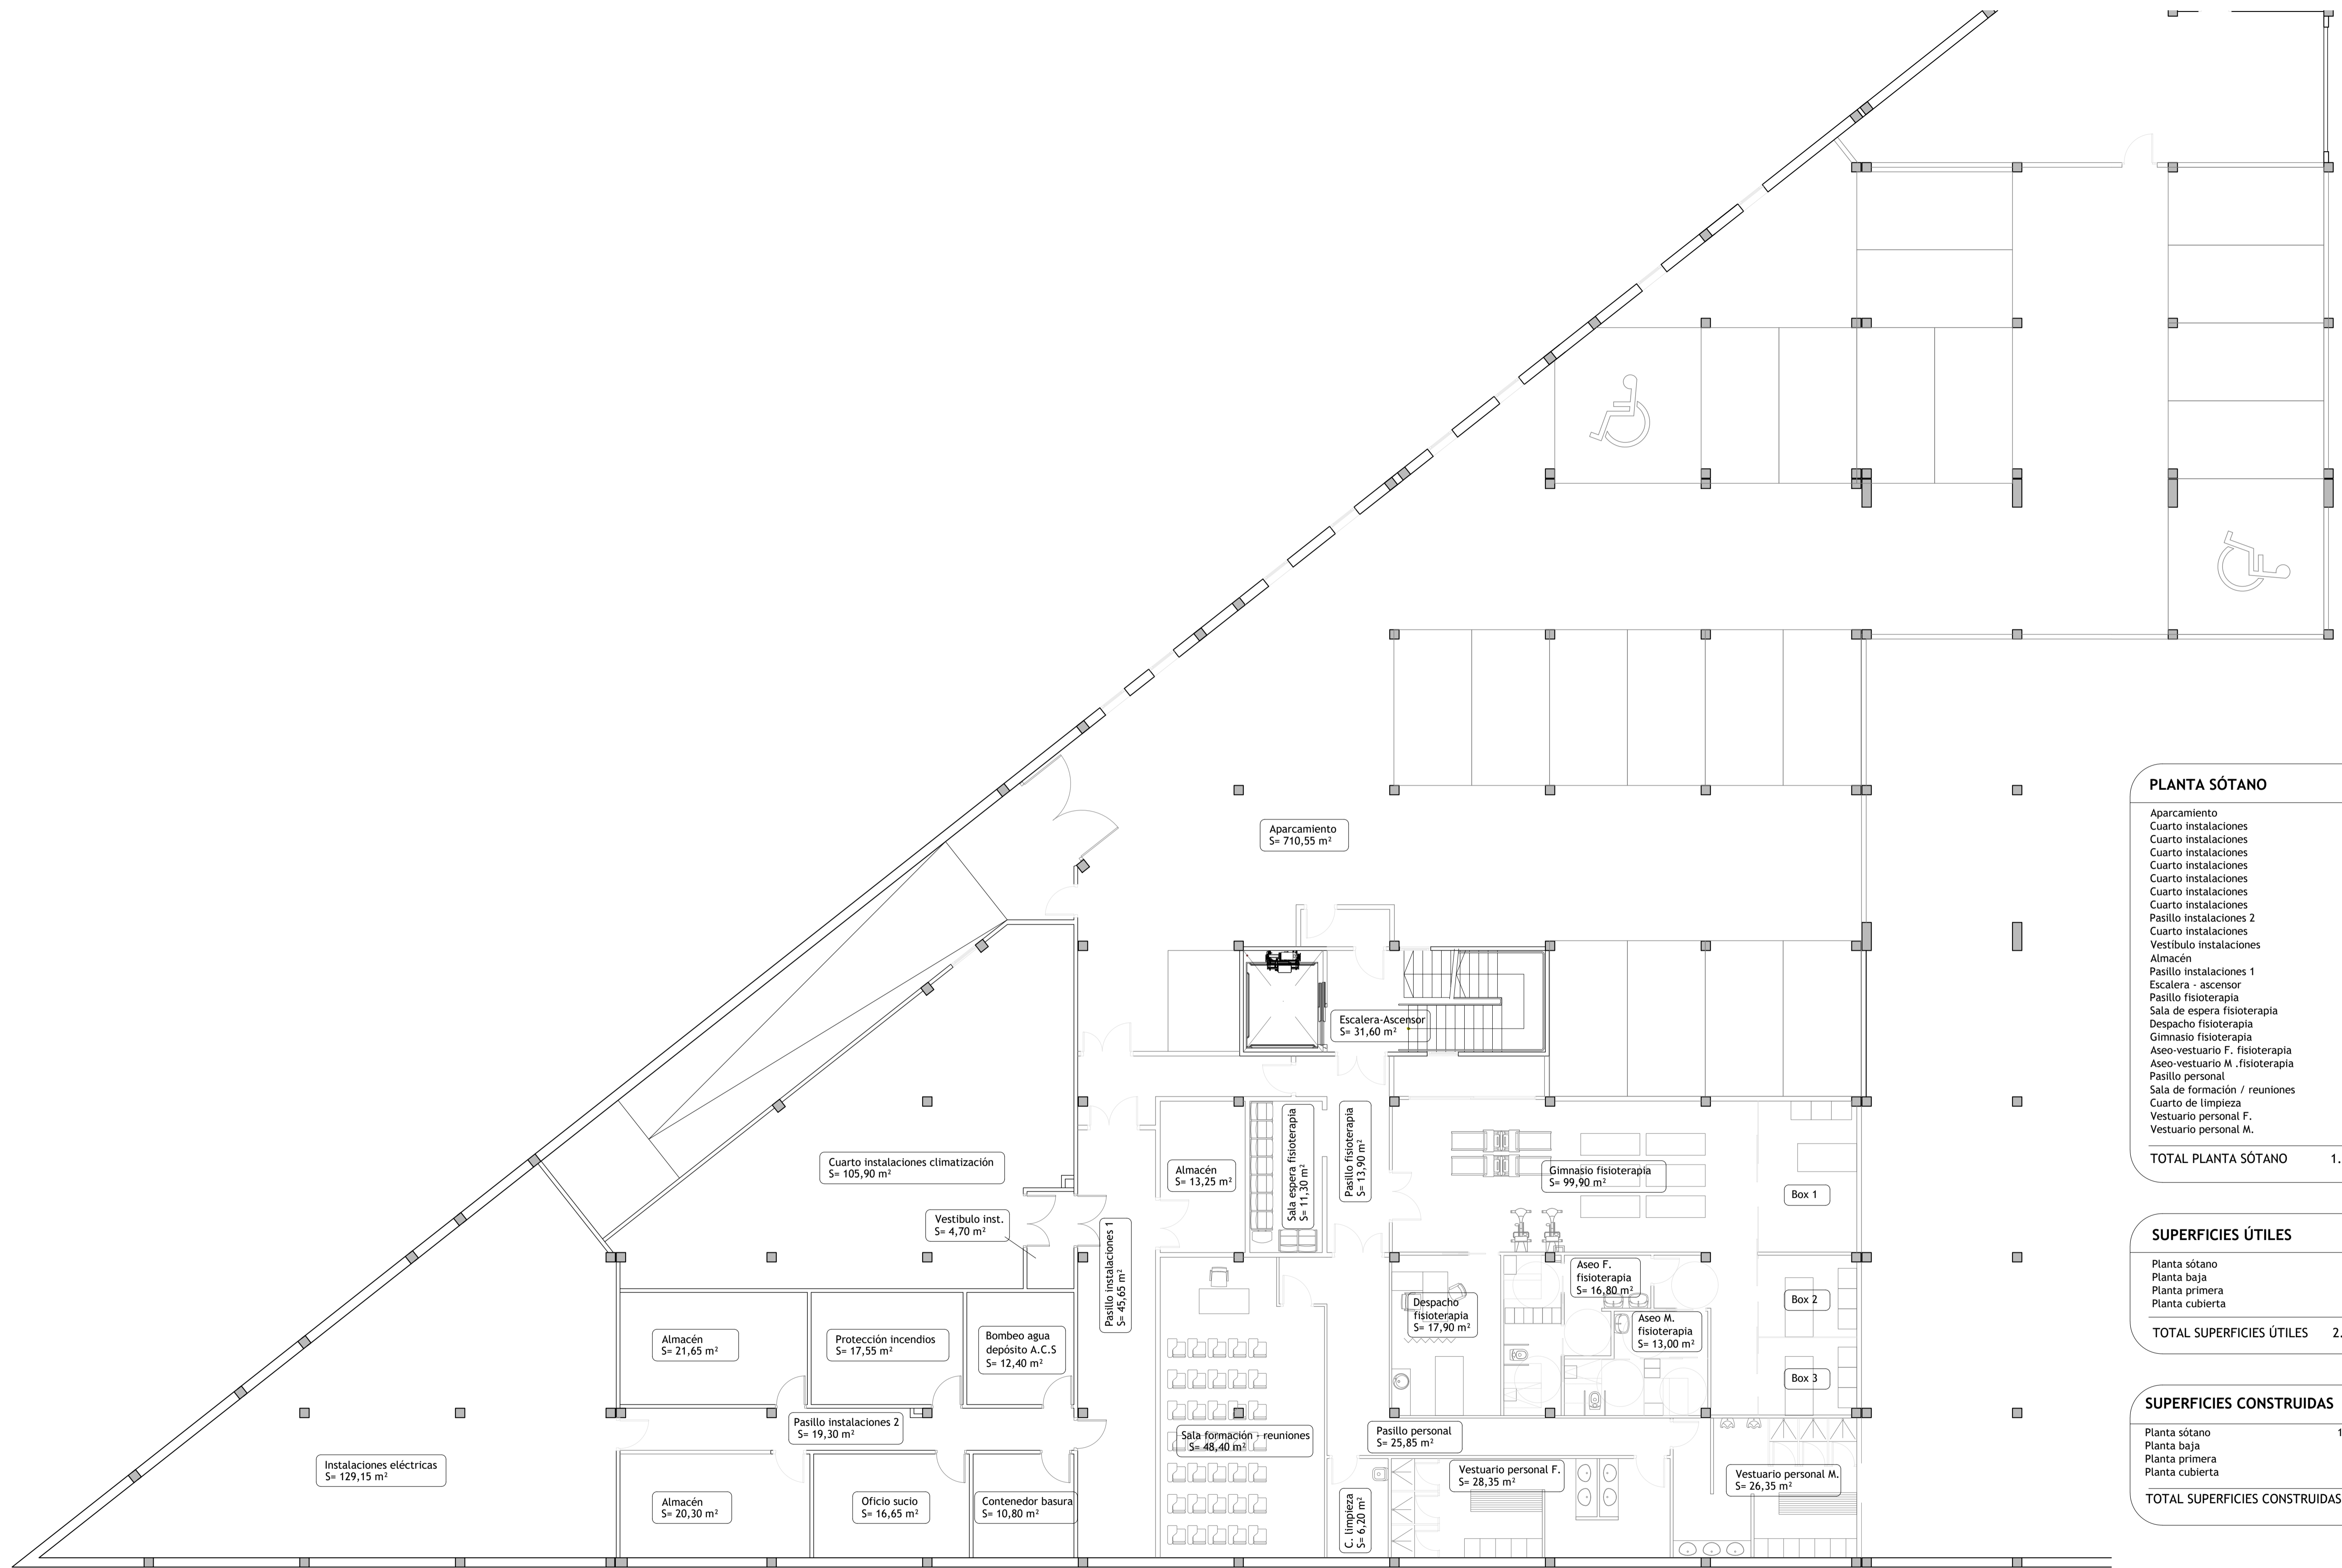 Aparcamiento
S= 710,55 m²
Escalera-Ascensor
S= 31,60 m²
Cuarto instalaciones climatización
S= 105,90 m²
Vestibulo inst.
S= 4,70 m²
Pasillo instalaciones 1
S= 45,65 m²
Almacén
S= 13,25 m²
Sala espera fisioterapia
S= 11,30 m²
Pasillo fisioterapia
S= 13,90 m²
Gimnasio fisioterapia
S= 99,90 m²
Box 1
Box 2
Box 3
Despacho
fisioterapia
S= 17,90 m²
Aseo F.
fisioterapia
S= 16,80 m²
Aseo M.
fisioterapia
S= 13,00 m²
Almacén
S= 21,65 m²
Protección incendios
S= 17,55 m²
Bombeo agua
depósito A.C.S
S= 12,40 m²
Pasillo instalaciones 2
S= 19,30 m²
Instalaciones eléctricas
S= 129,15 m²
Almacén
S= 20,30 m²
Oficio sucio
S= 16,65 m²
Contenedor basura
S= 10,80 m²
Sala formación - reuniones
S= 48,40 m²
Pasillo personal
S= 25,85 m²
C. limpieza
S= 6,20 m²
Vestuario personal F.
S= 28,35 m²
Vestuario personal M.
S= 26,35 m²
PLANTA SÓTANO
Aparcamiento
Cuarto instalaciones
Cuarto instalaciones
Cuarto instalaciones
Cuarto instalaciones
Cuarto instalaciones
Cuarto instalaciones
Cuarto instalaciones
Pasillo instalaciones 2
Cuarto instalaciones
Vestíbulo instalaciones
Almacén
Pasillo instalaciones 1
Escalera - ascensor
Pasillo fisioterapia
Sala de espera fisioterapia
Despacho fisioterapia
Gimnasio fisioterapia
Aseo-vestuario F. fisioterapia
Aseo-vestuario M .fisioterapia
Pasillo personal
Sala de formación / reuniones
Cuarto de limpieza
Vestuario personal F.
Vestuario personal M.
TOTAL PLANTA SÓTANO 1.
SUPERFICIES ÚTILES
Planta sótano
Planta baja
Planta primera
Planta cubierta
TOTAL SUPERFICIES ÚTILES 2.
SUPERFICIES CONSTRUIDAS
Planta sótano 1
Planta baja
Planta primera
Planta cubierta
TOTAL SUPERFICIES CONSTRUIDAS